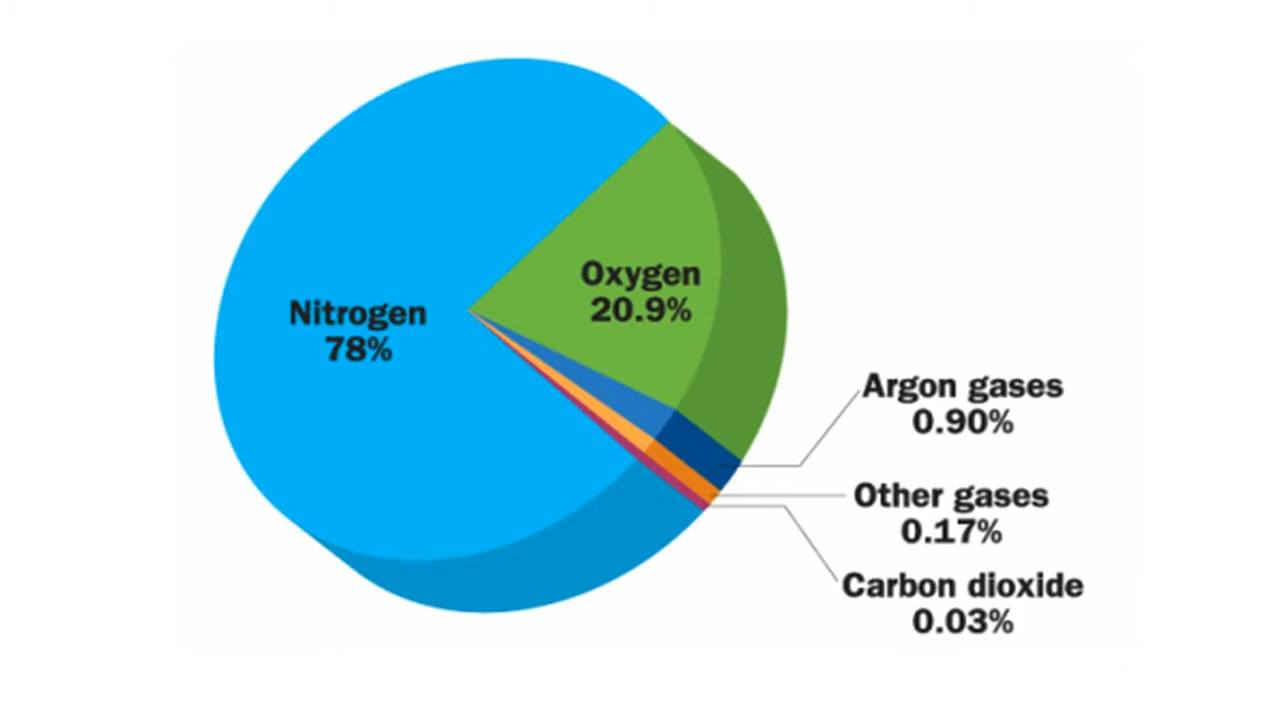 Nitrogen
78%
Oxygen
20.9%
Argon gases
0.90%
Other gases
0.17%
Carbon dioxide
0.03%